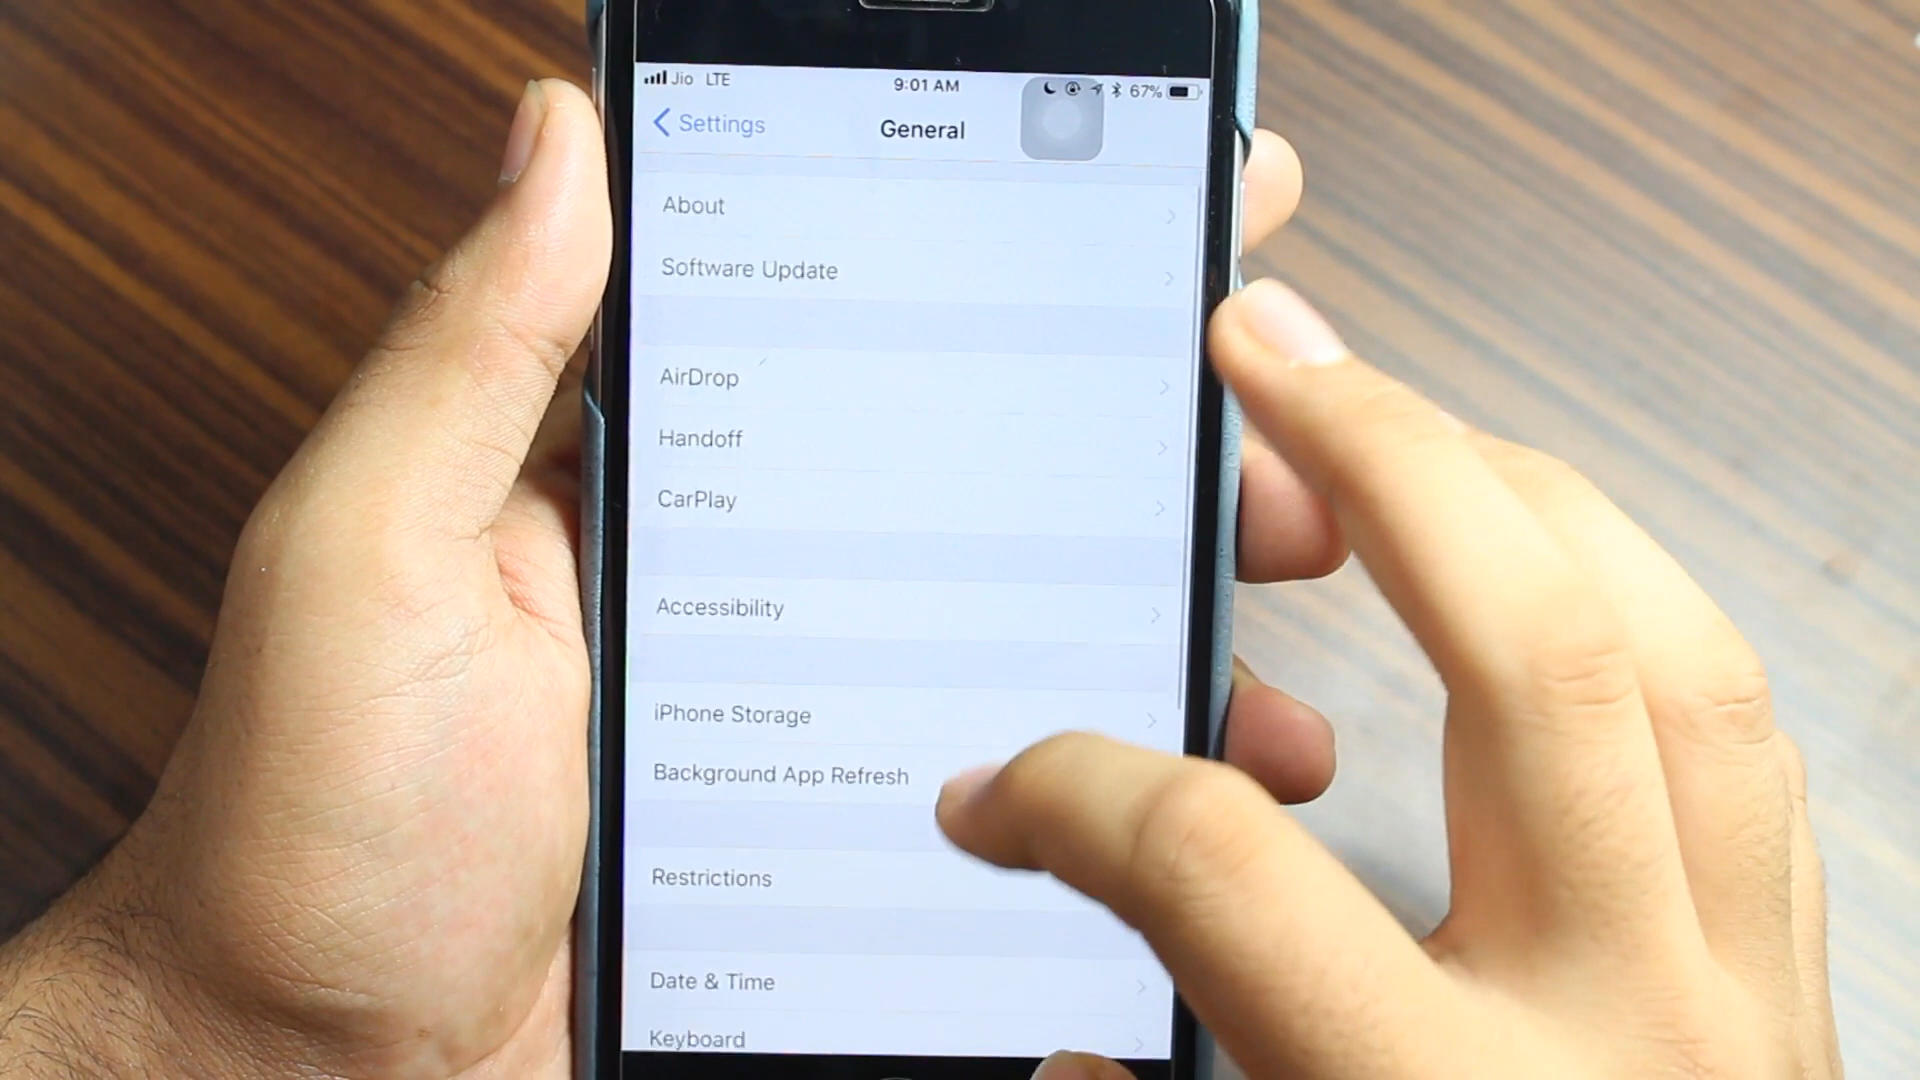 Jio LTE 9:01 AM 67%
Settings General
About
Software Update
AirDrop
Handoff
CarPlay
Accessibility
iPhone Storage
Background App Refresh
Restrictions
Date & Time
Keyboard